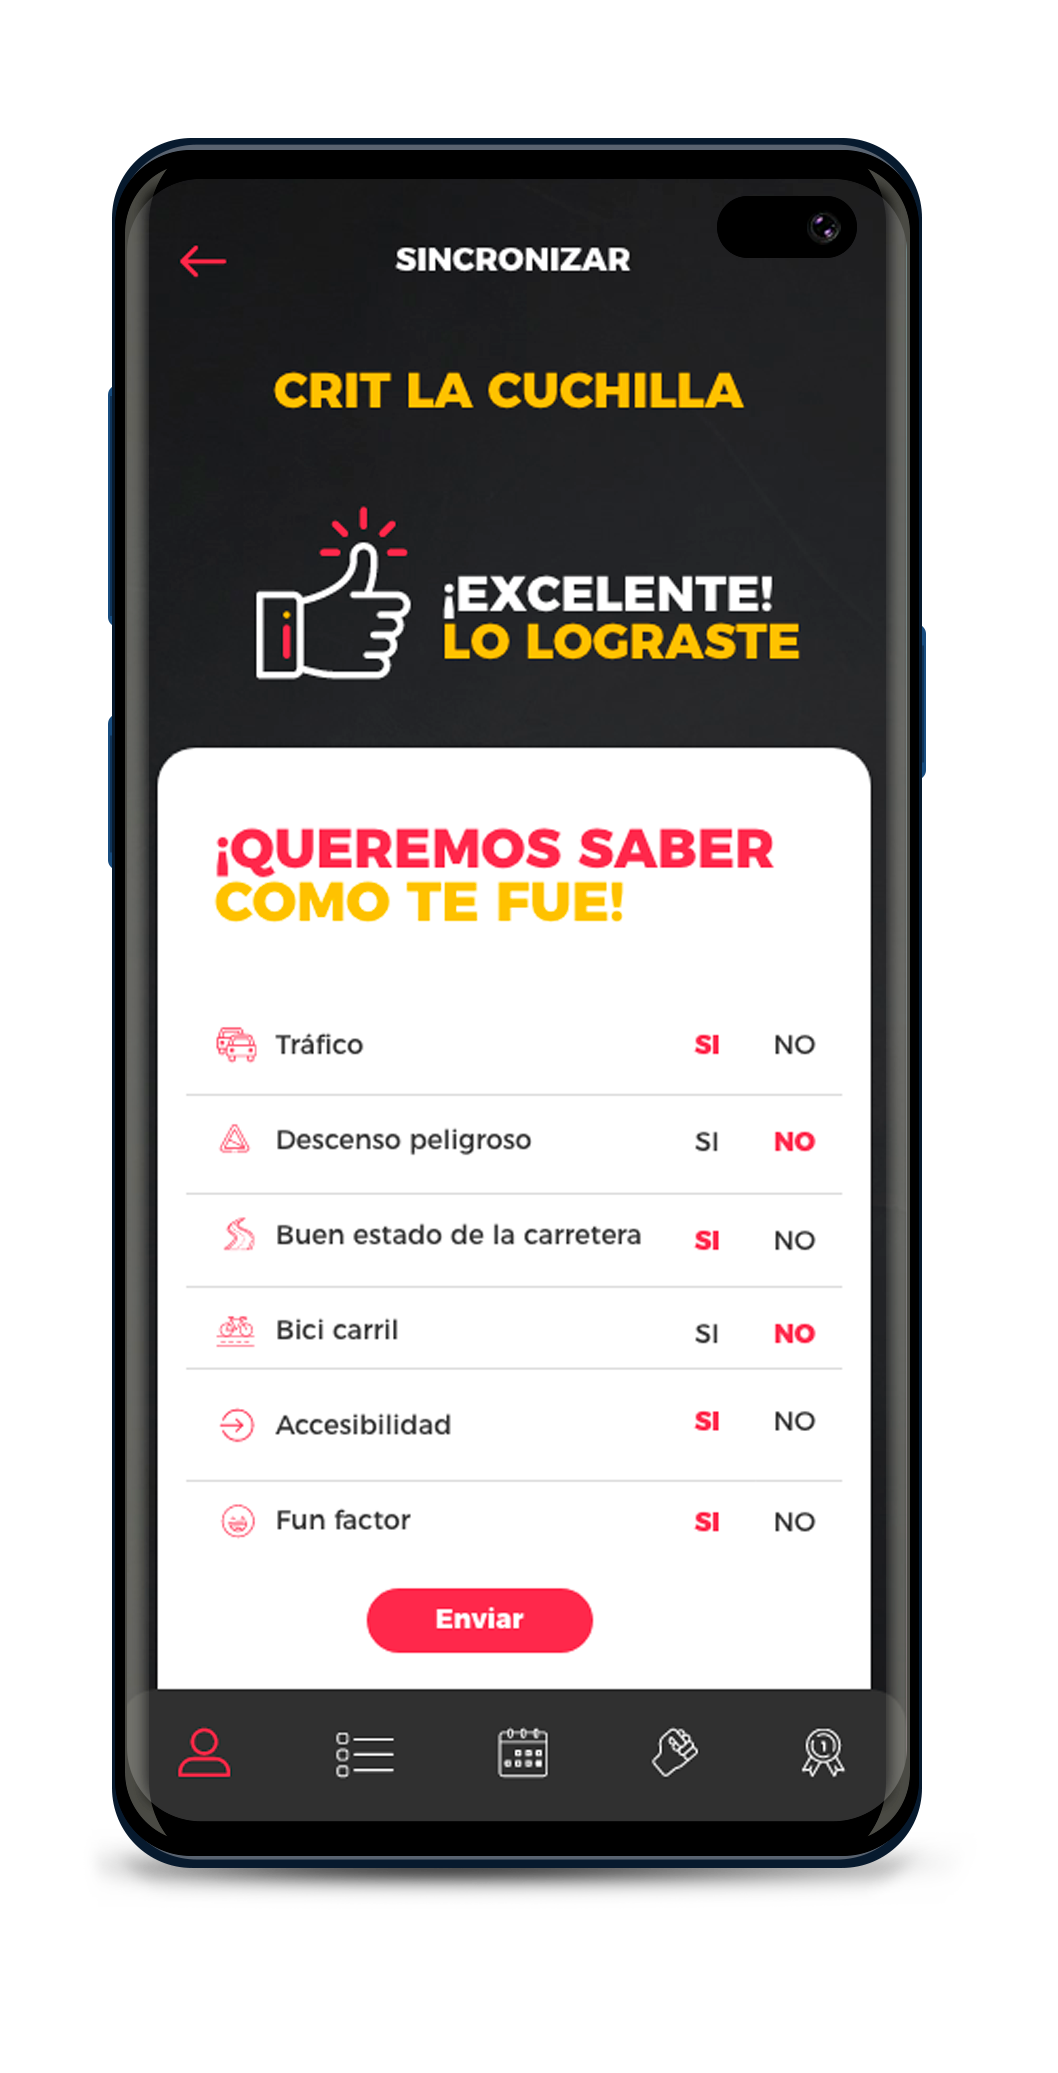 SINCRONIZAR
CRIT LA CUCHILLA
¡EXCELENTE!
LO LOGRASTE
¡QUEREMOS SABER
COMO TE FUE!
Tráfico SI NO
Descenso peligroso SI NO
Buen estado de la carretera SI NO
Bici carril SI NO
Accesibilidad SI NO
Fun factor SI NO
Enviar
1